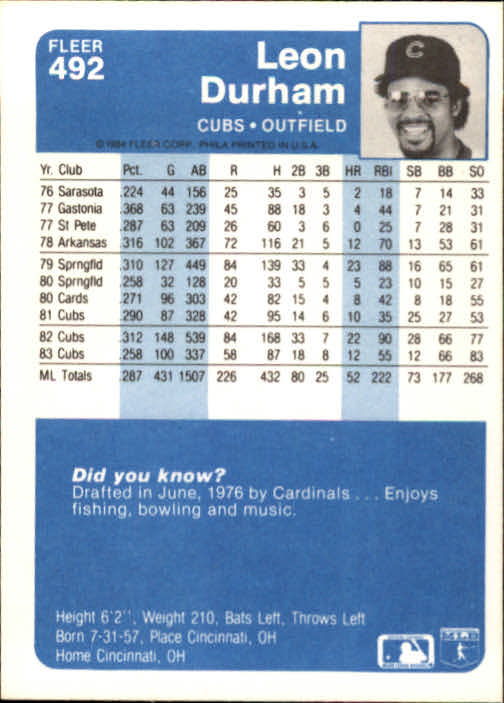 FLEER
492
Leon
Durham
CUBS • OUTFIELD
© 1984 FLEER CORP. PHILA PRINTED IN U.S.A.
Yr. Club Pct. G AB R H 2B 3B HR RBI SB BB SO
76 Sarasota .224 44 156 25 35 3 5 2 18 7 14 33
77 Gastonia .368 63 239 45 88 18 3 4 44 7 21 31
77 St Pete .287 63 209 26 60 3 6 0 25 7 28 31
78 Arkansas .316 102 367 72 116 21 5 12 70 13 53 61
79 Sprngfld .310 127 449 84 139 33 4 23 88 16 65 61
80 Sprngfld .258 32 128 20 33 5 5 5 23 10 15 27
80 Cards .271 96 303 42 82 15 4 8 42 8 18 55
81 Cubs .290 87 328 42 95 14 6 10 35 25 27 53
82 Cubs .312 148 539 84 168 33 7 22 90 28 66 77
83 Cubs .258 100 337 58 87 18 8 12 55 12 66 83
ML Totals .287 431 1507 226 432 80 25 52 222 73 177 268
Did you know?
Drafted in June, 1976 by Cardinals . . . Enjoys
fishing, bowling and music.
Height 6'2'', Weight 210, Bats Left, Throws Left
Born 7-31-57, Place Cincinnati, OH
Home Cincinnati, OH